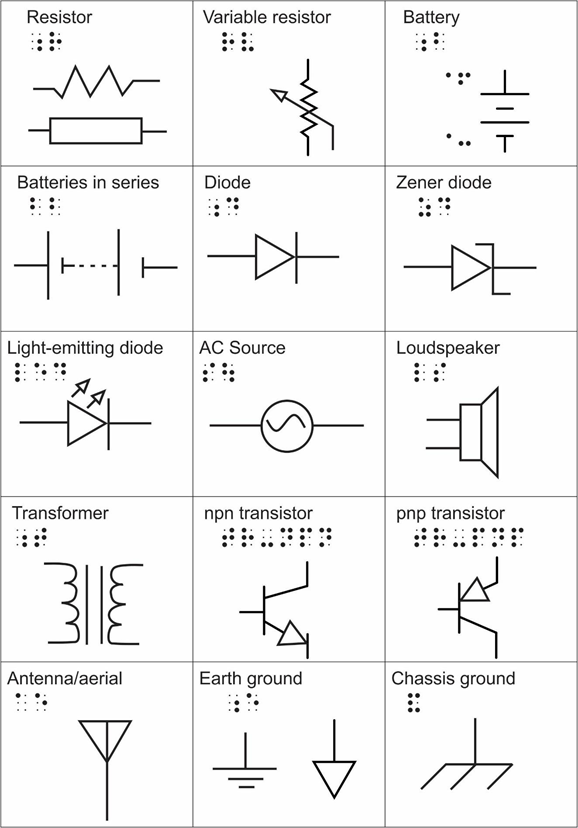 Resistor
Variable resistor
Battery
Batteries in series
Diode
Zener diode
Light-emitting diode
AC Source
Loudspeaker
Transformer
npn transistor
pnp transistor
Antenna/aerial
Earth ground
Chassis ground